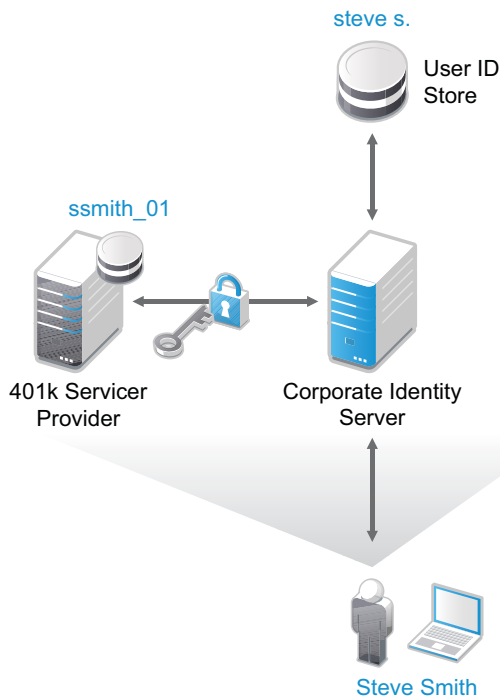 steve s.
User ID
Store
ssmith_01
401k Servicer
Provider
Corporate Identity
Server
Steve Smith